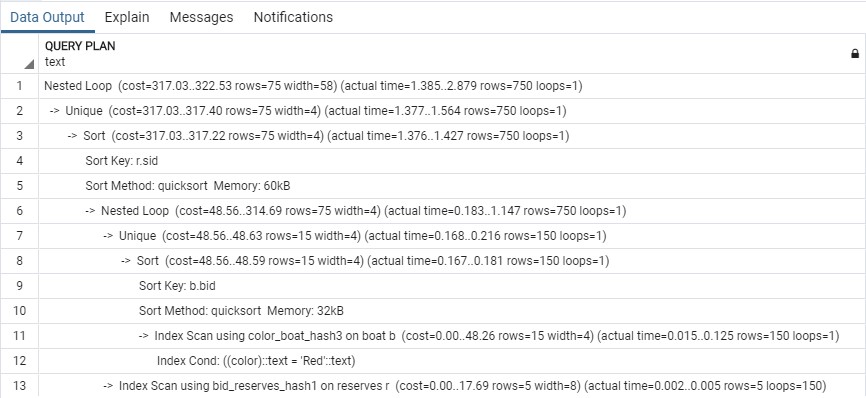 Data Output Explain Messages Notifications
QUERY PLAN
text
1 Nested Loop (cost=317.03..322.53 rows=75 width=58) (actual time=1.385..2.879 rows=750 loops=1)
2 -> Unique (cost=317.03..317.40 rows=75 width=4) (actual time=1.377..1.564 rows=750 loops=1)
3 -> Sort (cost=317.03..317.22 rows=75 width=4) (actual time=1.376..1.427 rows=750 loops=1)
4 Sort Key: r.sid
5 Sort Method: quicksort Memory: 60kB
6 -> Nested Loop (cost=48.56..314.69 rows=75 width=4) (actual time=0.183..1.147 rows=750 loops=1)
7 -> Unique (cost=48.56..48.63 rows=15 width=4) (actual time=0.168..0.216 rows=150 loops=1)
8 -> Sort (cost=48.56..48.59 rows=15 width=4) (actual time=0.167..0.181 rows=150 loops=1)
9 Sort Key: b.bid
10 Sort Method: quicksort Memory: 32kB
11 -> Index Scan using color_boat_hash3 on boat b (cost=0.00..48.26 rows=15 width=4) (actual time=0.015..0.125 rows=150 loops=1)
12 Index Cond: ((color)::text = 'Red'::text)
13 -> Index Scan using bid_reserves_hash1 on reserves r (cost=0.00..17.69 rows=5 width=8) (actual time=0.002..0.005 rows=5 loops=150)